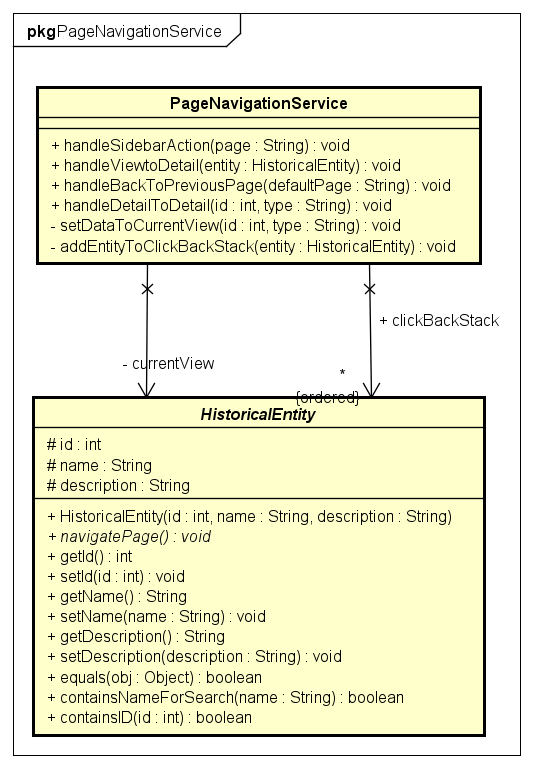 pkgPageNavigationService
PageNavigationService
+ handleSidebarAction(page : String) : void
+ handleViewtoDetail(entity : HistoricalEntity) : void
+ handleBackToPreviousPage(defaultPage : String) : void
+ handleDetailToDetail(id : int, type : String) : void
- setDataToCurrentView(id : int, type : String) : void
- addEntityToClickBackStack(entity : HistoricalEntity) : void
+ clickBackStack
- currentView
*
{ordered}
HistoricalEntity
# id : int
# name : String
# description : String
+ HistoricalEntity(id : int, name : String, description : String)
+ navigatePage() : void
+ getId() : int
+ setId(id : int) : void
+ getName() : String
+ setName(name : String) : void
+ getDescription() : String
+ setDescription(description : String) : void
+ equals(obj : Object) : boolean
+ containsNameForSearch(name : String) : boolean
+ containsID(id : int) : boolean